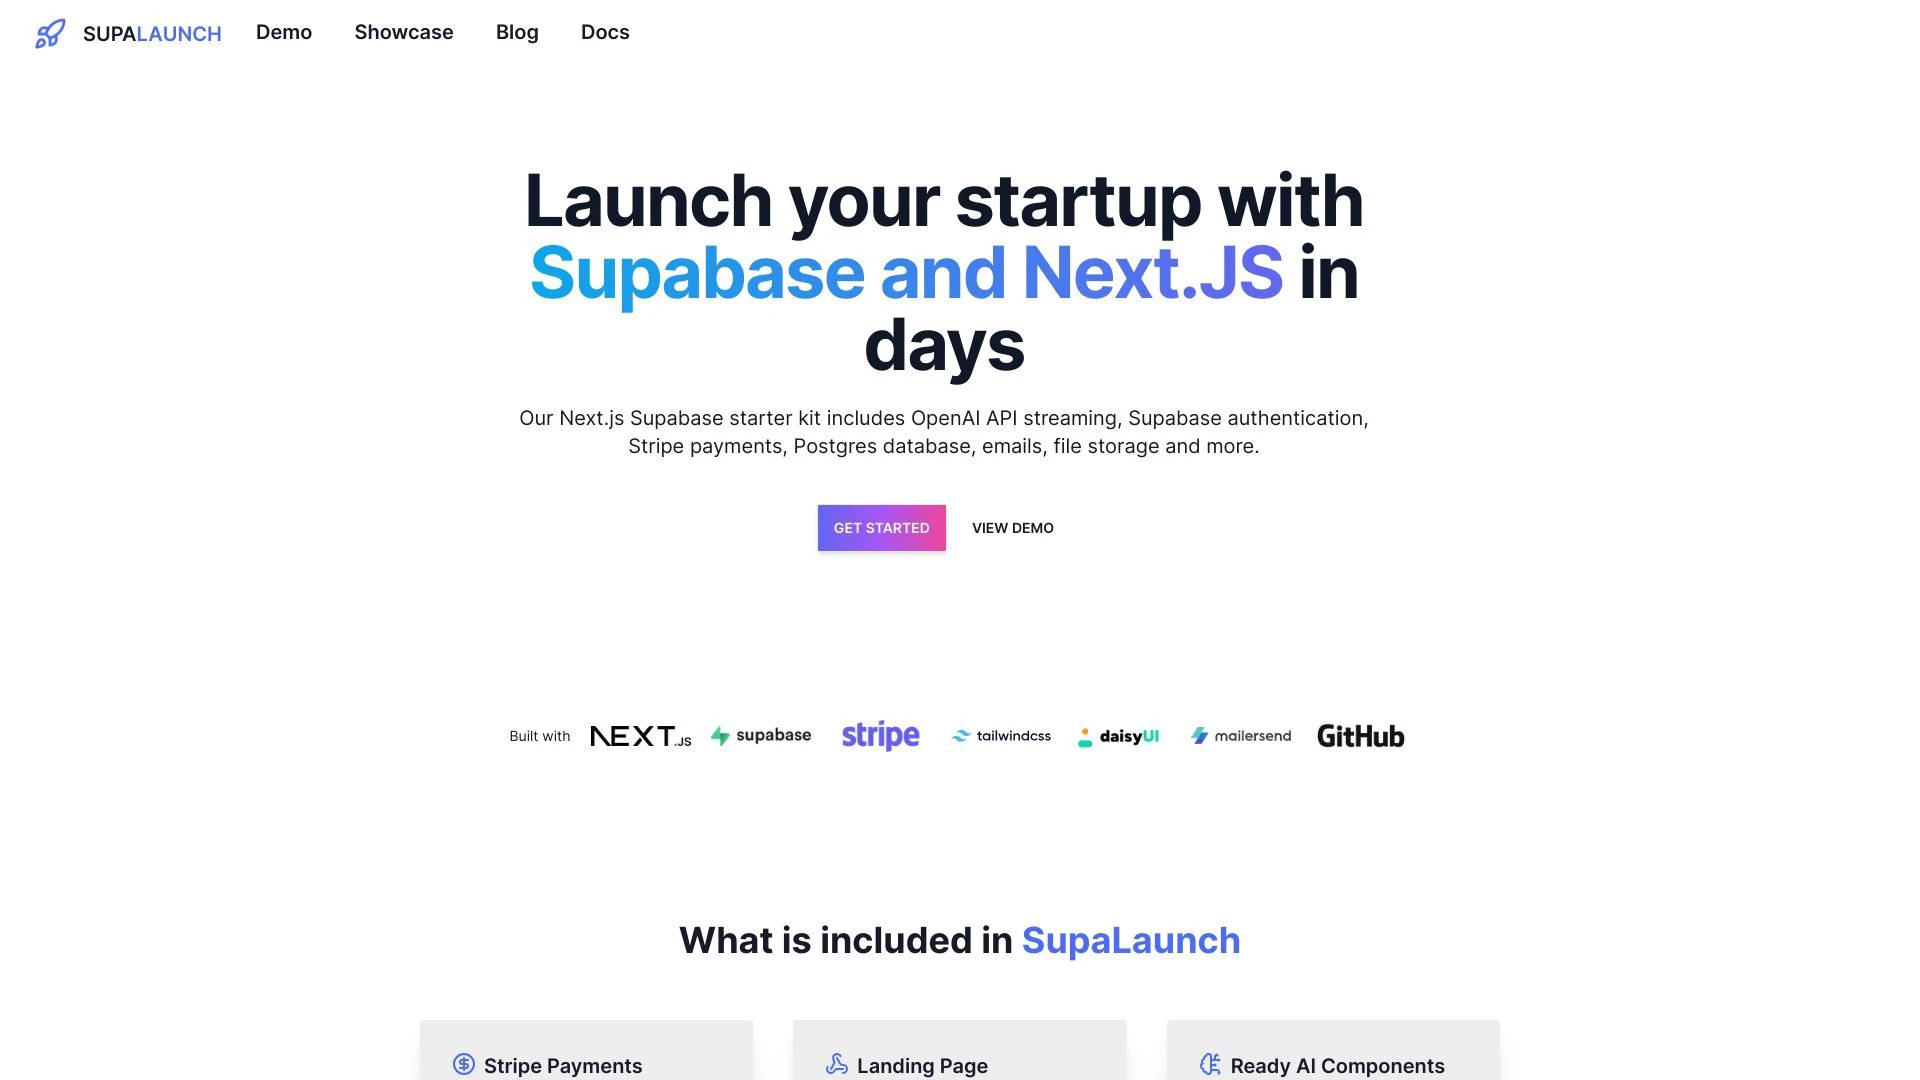 SUPALAUNCH Demo Showcase Blog Docs
Launch your startup with
Supabase and Next.JS in
days
Our Next.js Supabase starter kit includes OpenAI API streaming, Supabase authentication,
Stripe payments, Postgres database, emails, file storage and more.
GET STARTED VIEW DEMO
Built with NEXT.JS supabase stripe tailwindcss daisyUI mailersend GitHub
What is included in SupaLaunch
Stripe Payments Landing Page Ready AI Components